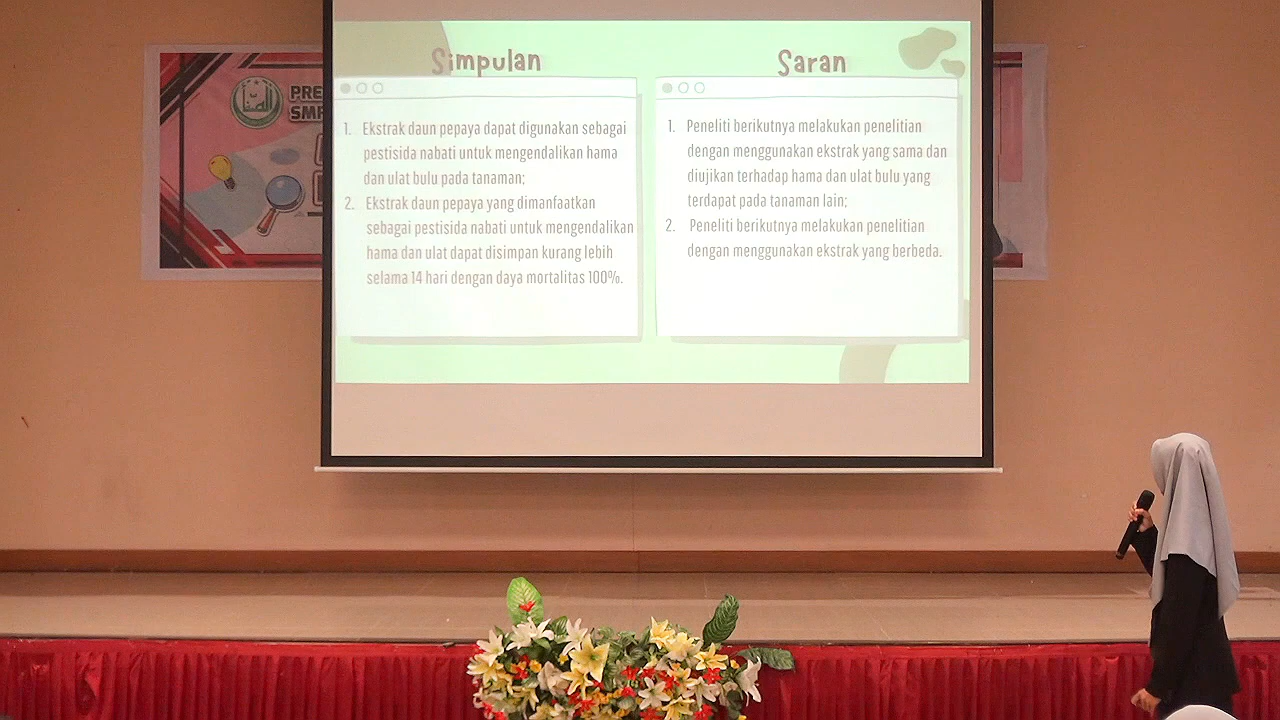 Simpulan
1. Ekstrak daun pepaya dapat digunakan sebagai
pestisida nabati untuk mengendalikan hama
dan ulat bulu pada tanaman;
2. Ekstrak daun pepaya yang dimanfaatkan
sebagai pestisida nabati untuk mengendalikan
hama dan ulat dapat disimpan kurang lebih
selama 14 hari dengan daya mortalitas 100%.
Saran
1. Peneliti berikutnya melakukan penelitian
dengan menggunakan ekstrak yang sama dan
diujikan terhadap hama dan ulat bulu yang
terdapat pada tanaman lain;
2. Peneliti berikutnya melakukan penelitian
dengan menggunakan ekstrak yang berbeda.
PRE
SMP